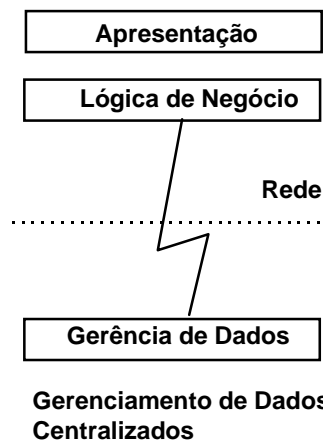 Apresentação
Lógica de Negócio
Rede
Gerência de Dados
Gerenciamento de Dados
Centralizados